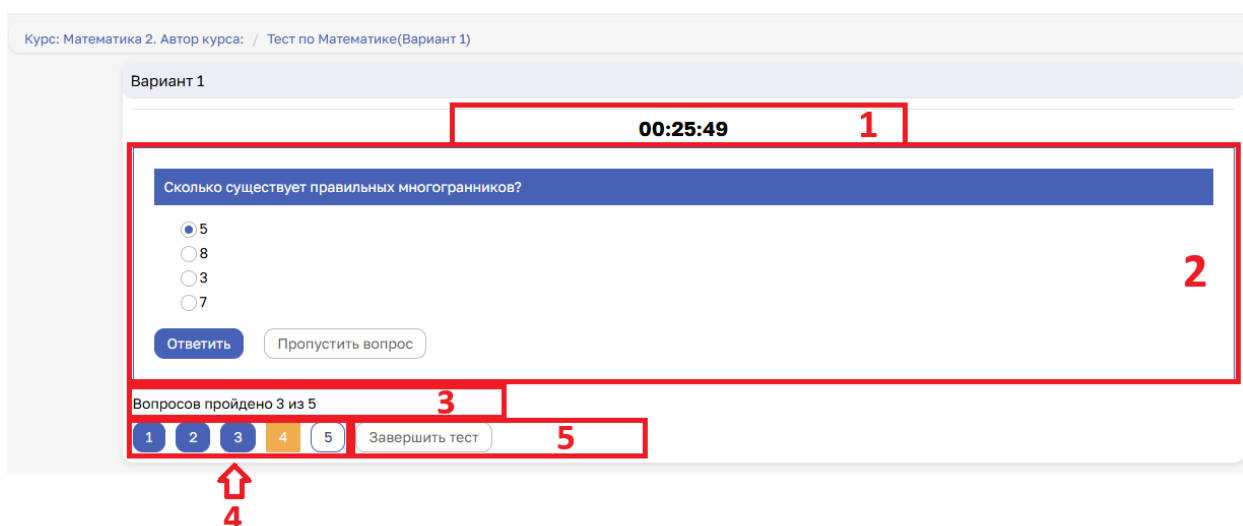 Курс: Математика 2. Автор курса: / Тест по Математике(Вариант 1)
Вариант 1
00:25:49 1
Сколько существует правильных многогранников?
5
8
3
7
2
Ответить Пропустить вопрос
Вопросов пройдено 3 из 5 3
1 2 3 4 5 Завершить тест 5
4